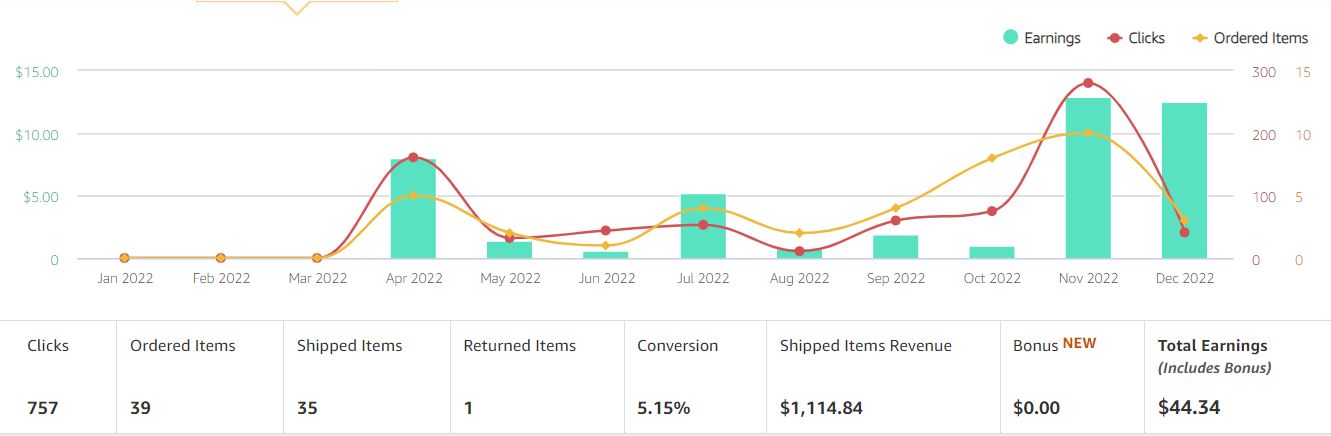 Earnings Clicks Ordered Items
$15.00 300 15
$10.00 200 10
$5.00 100 5
0 0 0
Jan 2022 Feb 2022 Mar 2022 Apr 2022 May 2022 Jun 2022 Jul 2022 Aug 2022 Sep 2022 Oct 2022 Nov 2022 Dec 2022
Clicks Ordered Items Shipped Items Returned Items Conversion Shipped Items Revenue Bonus NEW Total Earnings
(Includes Bonus)
757 39 35 1 5.15% $1,114.84 $0.00 $44.34